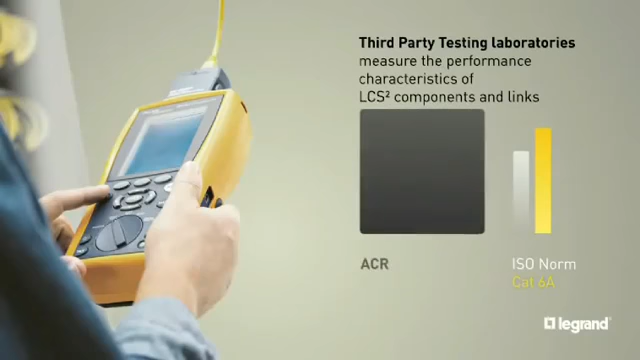 Third Party Testing laboratories
measure the performance
characteristics of
LCS² components and links
ACR
ISO Norm
Cat 6A
legrand®